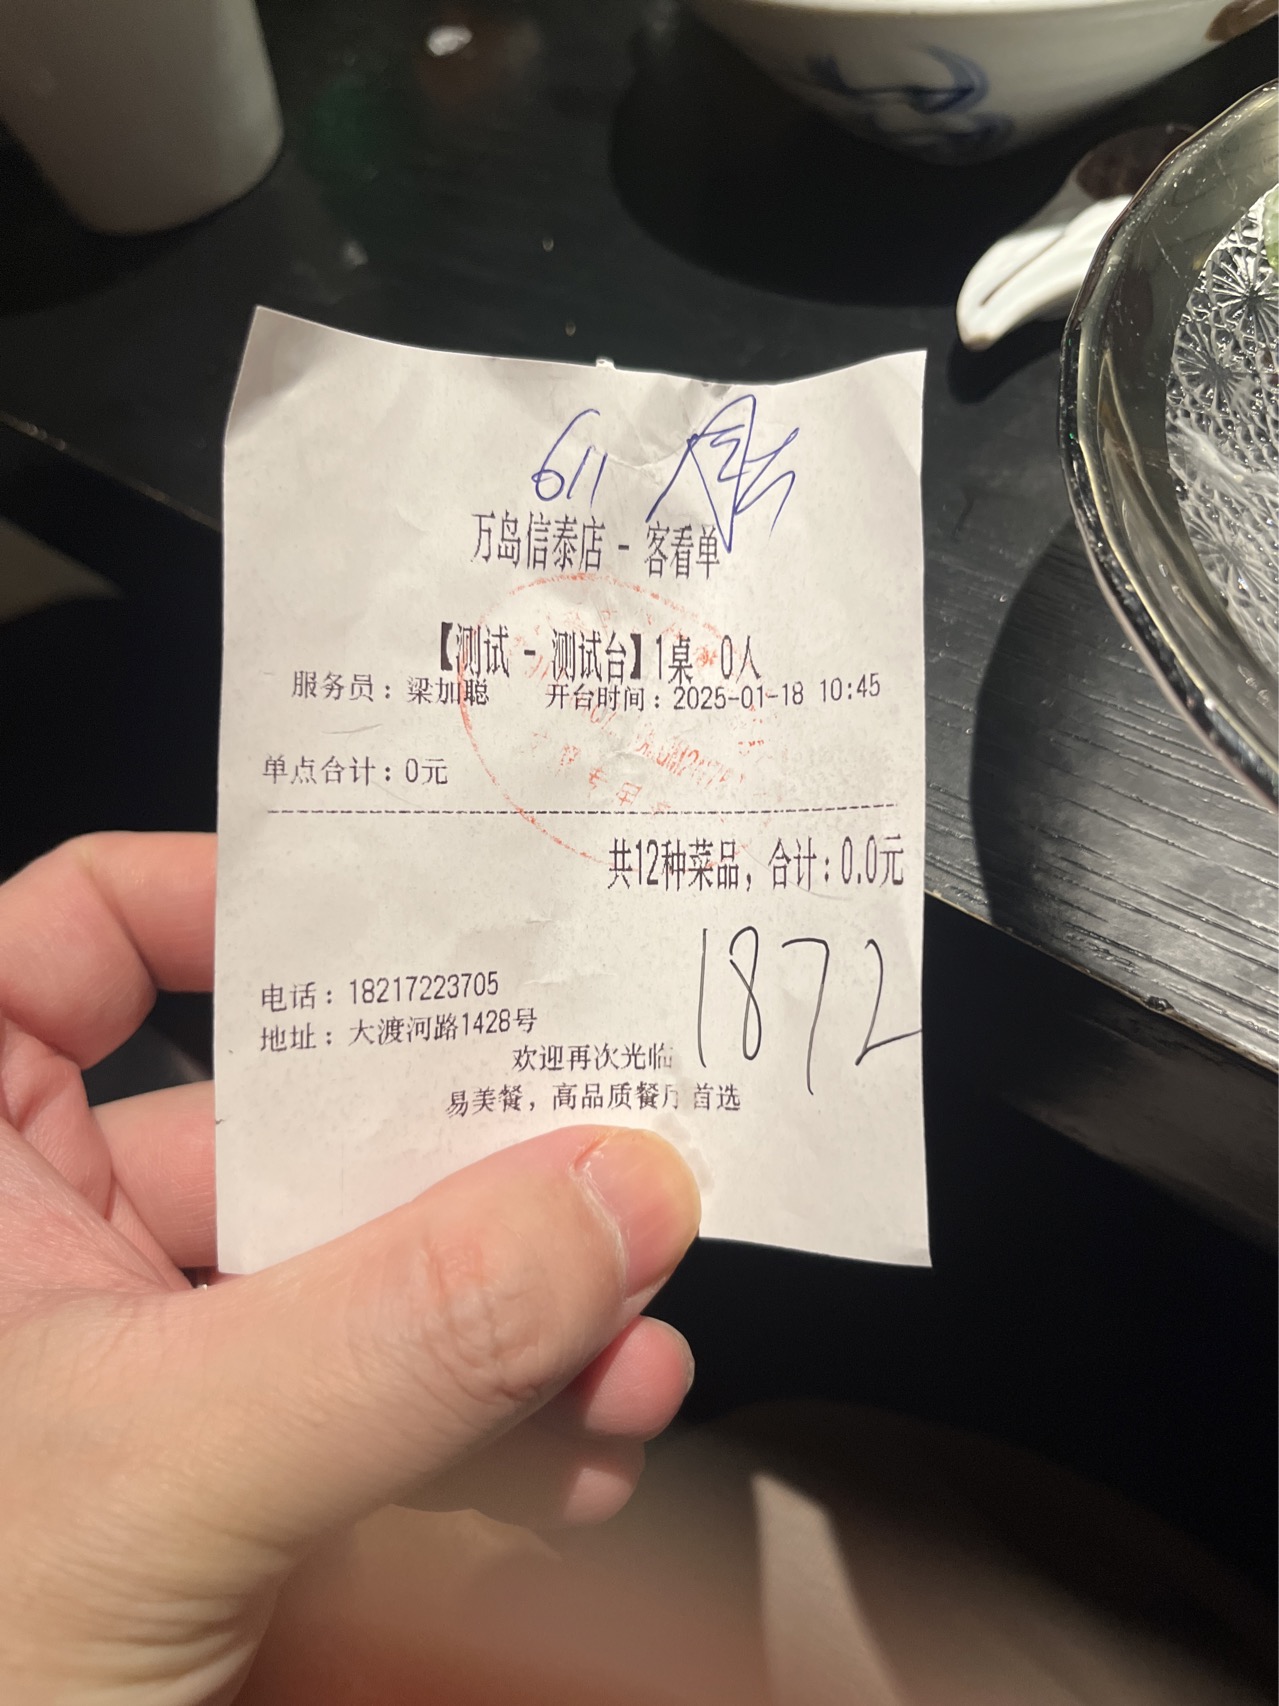 611
万岛信泰店 - 客看单
【测试 - 测试台】1桌 0人
服务员：梁加聪 开台时间：2025-01-18 10:45
单点合计：0元
共12种菜品，合计：0.0元
1872
电话：18217223705
地址：大渡河路1428号
欢迎再次光临
易美餐，高品质餐厅首选